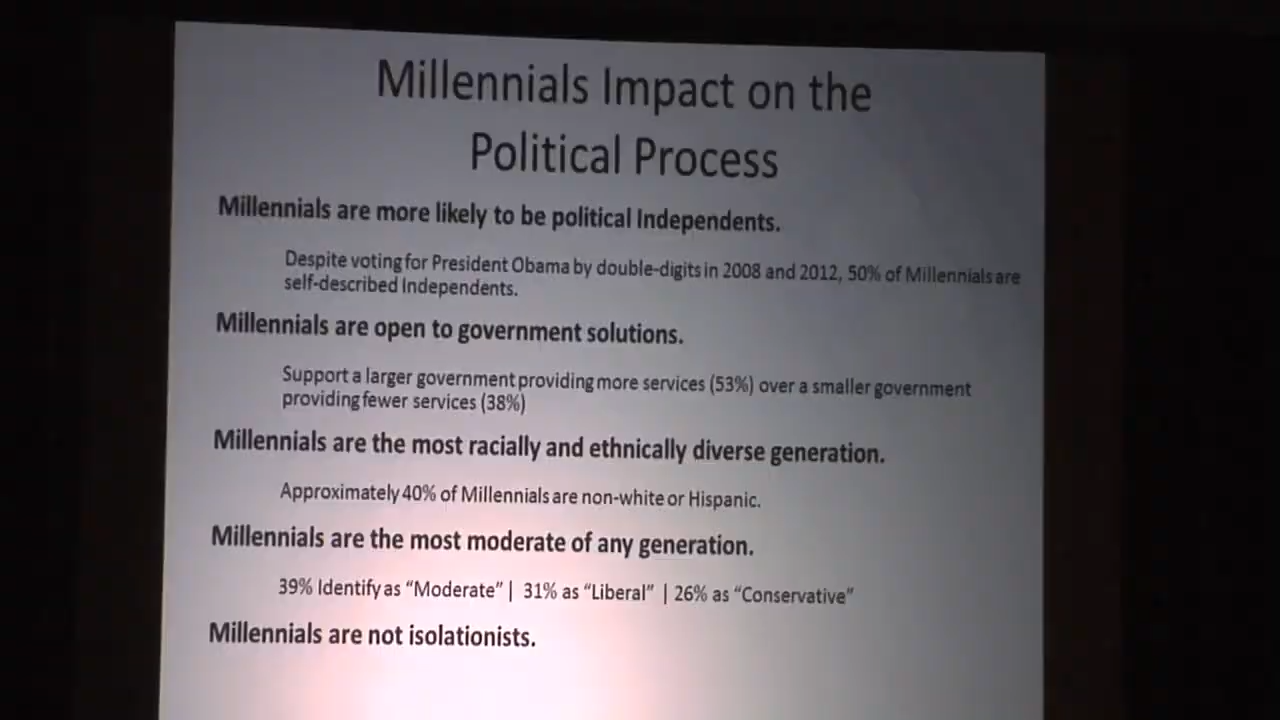 Millennials Impact on the
Political Process
Millennials are more likely to be political Independents.
Despite voting for President Obama by double-digits in 2008 and 2012, 50% of Millennials are
self-described Independents.
Millennials are open to government solutions.
Support a larger government providing more services (53%) over a smaller government
providing fewer services (38%)
Millennials are the most racially and ethnically diverse generation.
Approximately 40% of Millennials are non-white or Hispanic.
Millennials are the most moderate of any generation.
39% Identify as “Moderate” | 31% as “Liberal” | 26% as “Conservative”
Millennials are not isolationists.